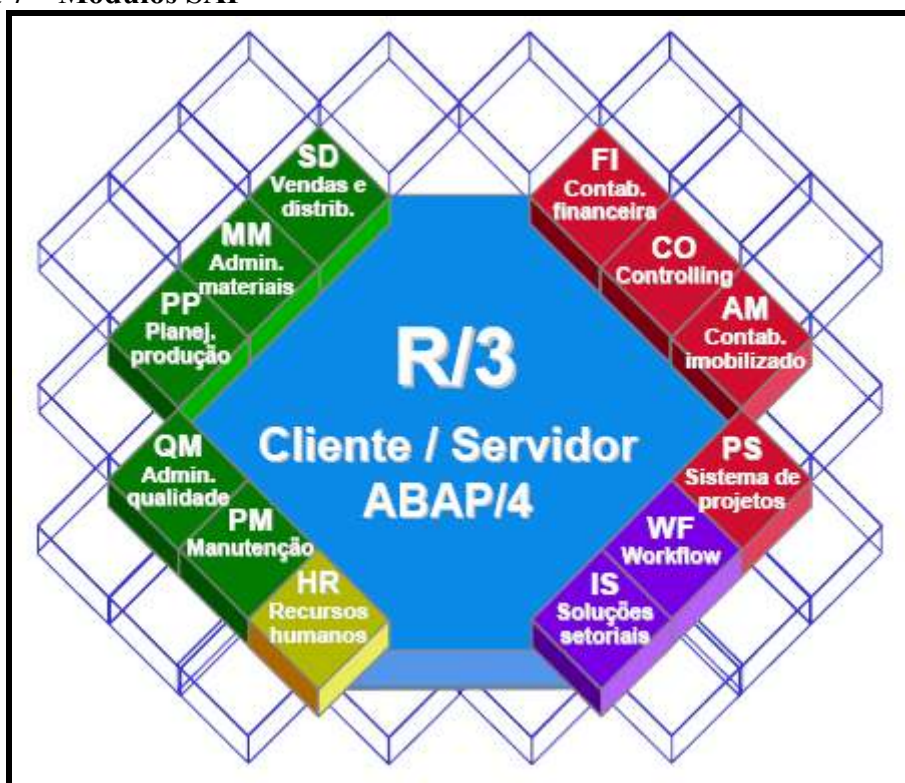 Módulos SAP
SD
Vendas e
distrib.
MM
Admin.
materiais
PP
Planej.
produção
QM
Admin.
qualidade
PM
Manutenção
HR
Recursos
humanos
R/3
Cliente / Servidor
ABAP/4
FI
Contab.
financeira
CO
Controlling
AM
Contab.
imobilizado
PS
Sistema de
projetos
WF
Workflow
IS
Soluções
setoriais